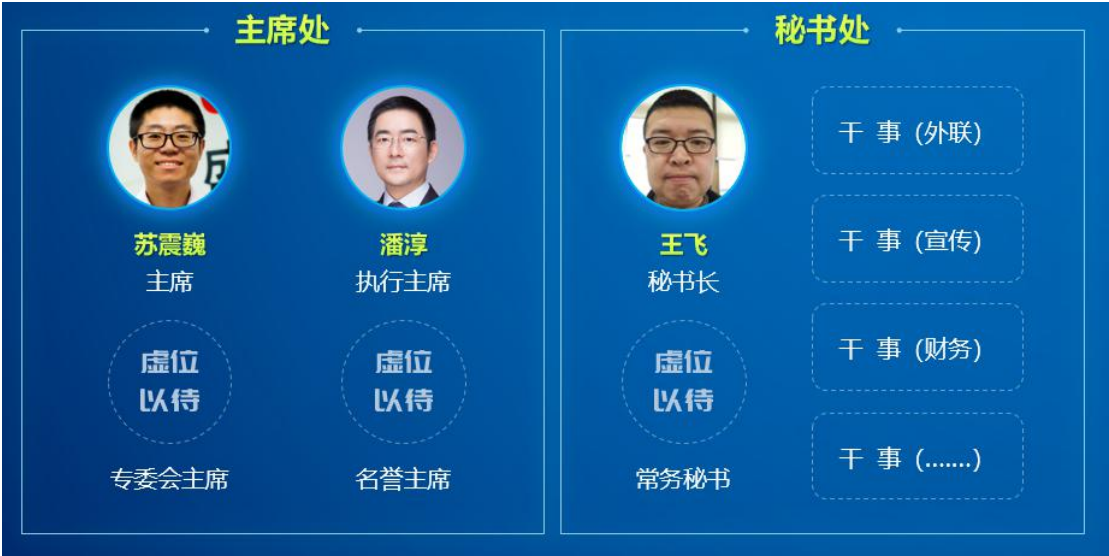 主席处
苏震巍
主席
潘淳
执行主席
虚位
以待
专委会主席
虚位
以待
名誉主席
秘书处
王飞
秘书长
虚位
以待
常务秘书
干 事 (外联)
干 事 (宣传)
干 事 (财务)
干 事 (.......)